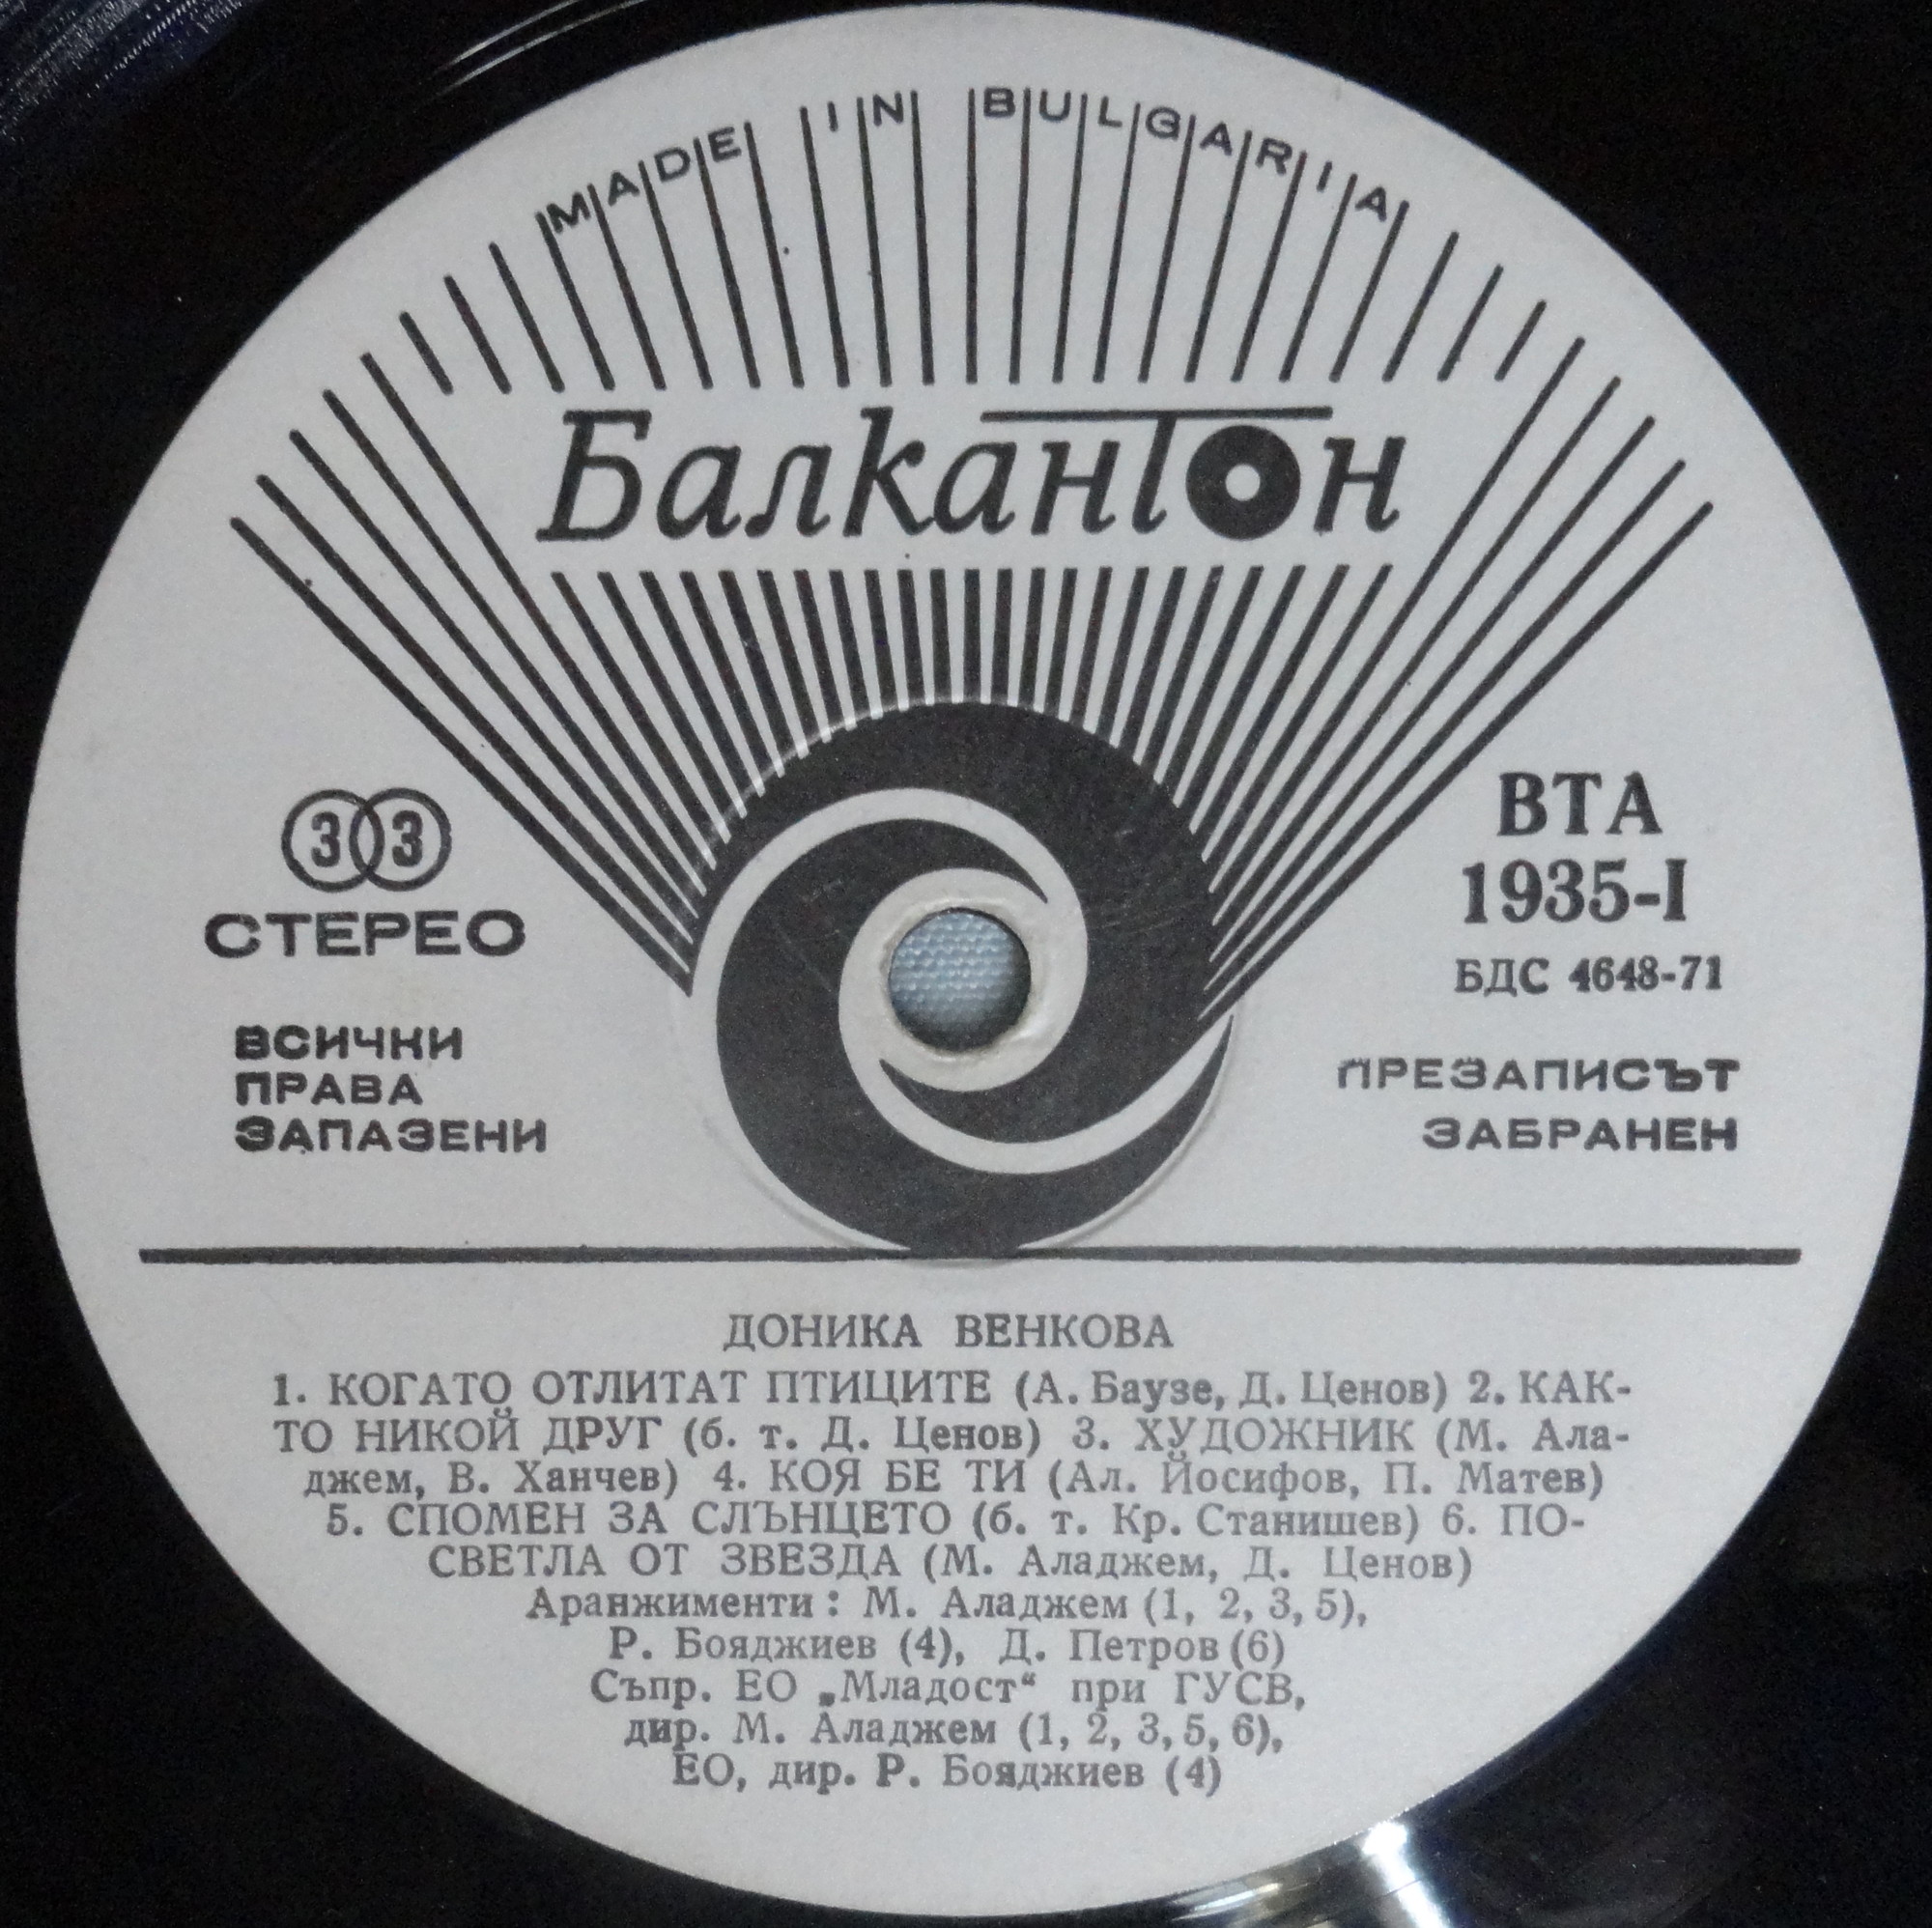 MADE IN BULGARIA
Балкантон
33
СТЕРЕО
ВСИЧКИ
ПРАВА
ЗАПАЗЕНИ
ВТА
1935-I
БДС 4648-71
ПРЕЗАПИСЪТ
ЗАБРАНЕН
ДОНИКА ВЕНКОВА
1. КОГАТО ОТЛИТАТ ПТИЦИТЕ (А. Баузе, Д. Ценов) 2. КАК-
ТО НИКОЙ ДРУГ (б. т. Д. Ценов) 3. ХУДОЖНИК (М. Ала-
джем, В. Ханчев) 4. КОЯ БЕ ТИ (Ал. Йосифов, П. Матев)
5. СПОМЕН ЗА СЛЪНЦЕТО (б. т. Кр. Станишев) 6. ПО-
СВЕТЛА ОТ ЗВЕЗДА (М. Аладжем, Д. Ценов)
Аранжименти: М. Аладжем (1, 2, 3, 5),
Р. Бояджиев (4), Д. Петров (6)
Съпр. ЕО „Младост“ при ГУСВ,
дир. М. Аладжем (1, 2, 3, 5, 6),
ЕО, дир. Р. Бояджиев (4)